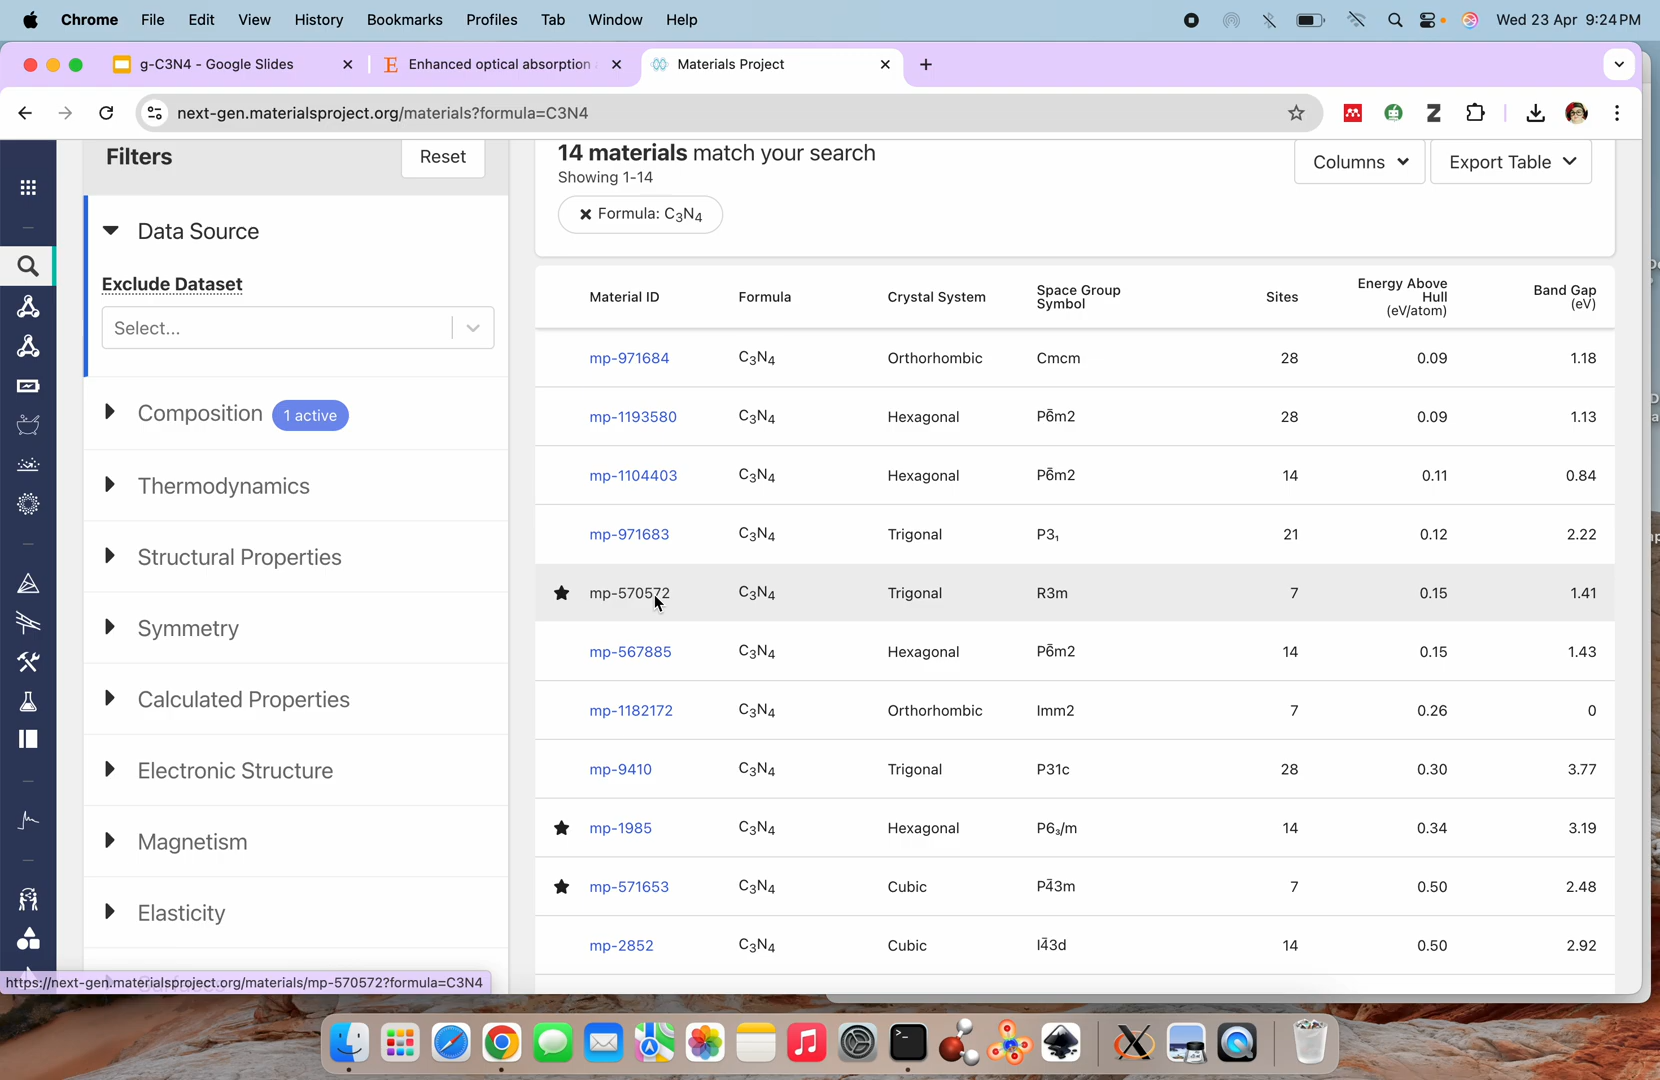 Chrome File Edit View History Bookmarks Profiles Tab Window Help Wed 23 Apr 9:24 PM
g-C3N4 - Google Slides Enhanced optical absorption Materials Project
next-gen.materialsproject.org/materials?formula=C3N4
Filters Reset
14 materials match your search
Showing 1-14
Columns Export Table
Formula: C₃N₄
Data Source
Exclude Dataset
Select...
Composition 1 active
Thermodynamics
Structural Properties
Symmetry
Calculated Properties
Electronic Structure
Magnetism
Elasticity
Material ID Formula Crystal System Space Group Symbol Sites Energy Above Hull (eV/atom) Band Gap (eV)
mp-971684 C₃N₄ Orthorhombic Cmcm 28 0.09 1.18
mp-1193580 C₃N₄ Hexagonal P6̅m2 28 0.09 1.13
mp-1104403 C₃N₄ Hexagonal P6̅m2 14 0.11 0.84
mp-971683 C₃N₄ Trigonal P3₁ 21 0.12 2.22
mp-570572 C₃N₄ Trigonal R3m 7 0.15 1.41
mp-567885 C₃N₄ Hexagonal P6̅m2 14 0.15 1.43
mp-1182172 C₃N₄ Orthorhombic Imm2 7 0.26 0
mp-9410 C₃N₄ Trigonal P31c 28 0.30 3.77
mp-1985 C₃N₄ Hexagonal P6₃/m 14 0.34 3.19
mp-571653 C₃N₄ Cubic P4̅3m 7 0.50 2.48
mp-2852 C₃N₄ Cubic I4̅3d 14 0.50 2.92
https://next-gen.materialsproject.org/materials/mp-570572?formula=C3N4